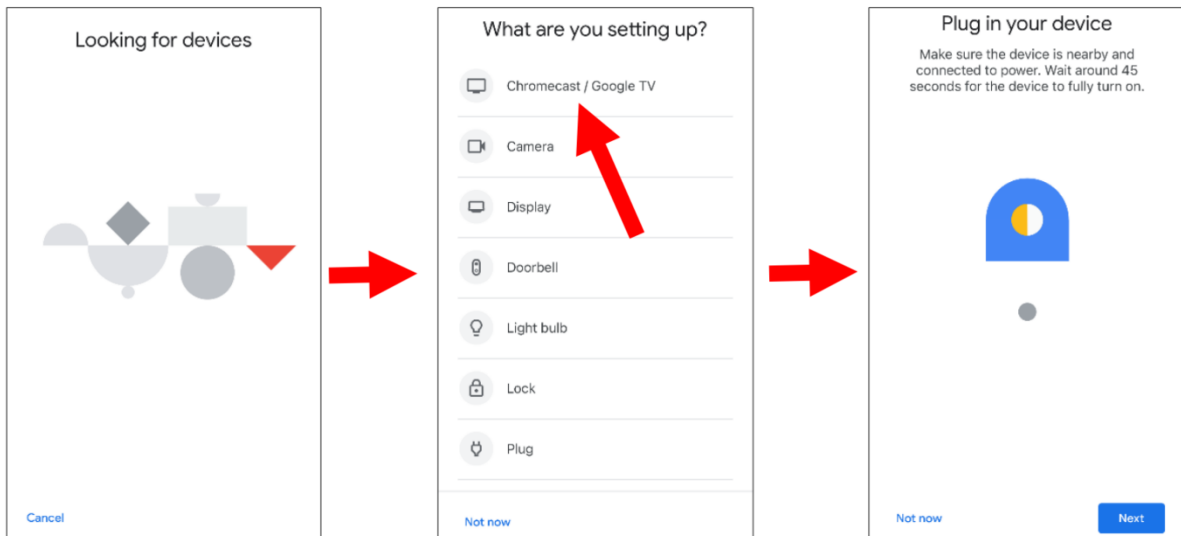 Looking for devices
Cancel
What are you setting up?
Chromecast / Google TV
Camera
Display
Doorbell
Light bulb
Lock
Plug
Not now
Plug in your device
Make sure the device is nearby and
connected to power. Wait around 45
seconds for the device to fully turn on.
Not now
Next